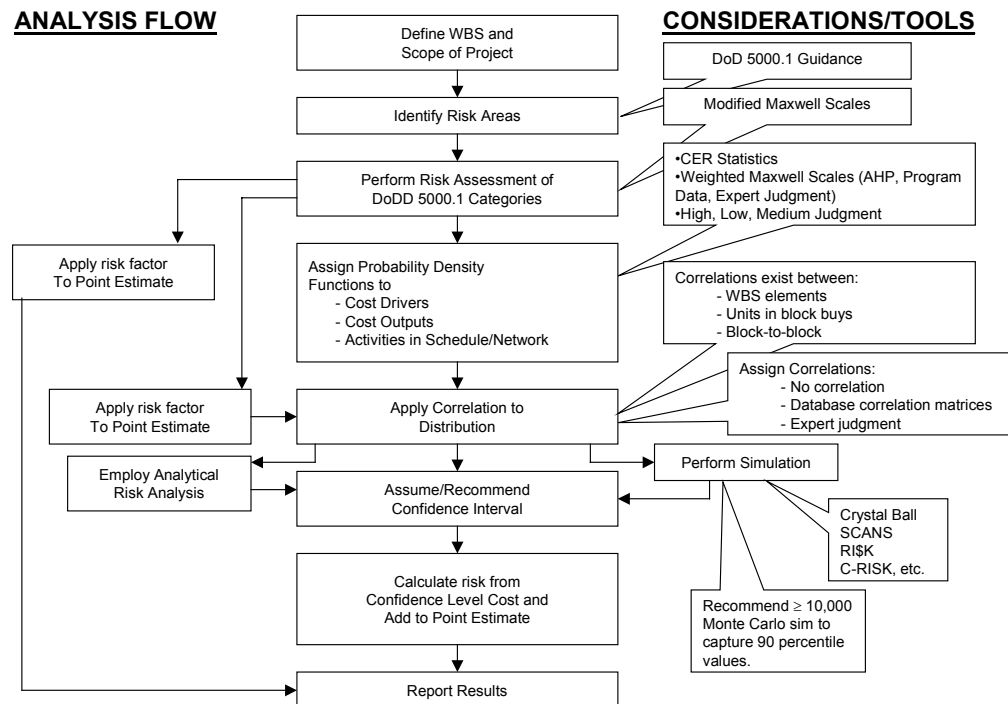 ANALYSIS FLOW
CONSIDERATIONS/TOOLS
Define WBS and
Scope of Project
DoD 5000.1 Guidance
Identify Risk Areas
Modified Maxwell Scales
Perform Risk Assessment of
DoDD 5000.1 Categories
•CER Statistics
•Weighted Maxwell Scales (AHP, Program
Data, Expert Judgment)
•High, Low, Medium Judgment
Apply risk factor
To Point Estimate
Assign Probability Density
Functions to
- Cost Drivers
- Cost Outputs
- Activities in Schedule/Network
Correlations exist between:
- WBS elements
- Units in block buys
- Block-to-block
Assign Correlations:
- No correlation
- Database correlation matrices
- Expert judgment
Apply risk factor
To Point Estimate
Apply Correlation to
Distribution
Employ Analytical
Risk Analysis
Assume/Recommend
Confidence Interval
Perform Simulation
Crystal Ball
SCANS
RI$K
C-RISK, etc.
Calculate risk from
Confidence Level Cost and
Add to Point Estimate
Recommend ≥ 10,000
Monte Carlo sim to
capture 90 percentile
values.
Report Results